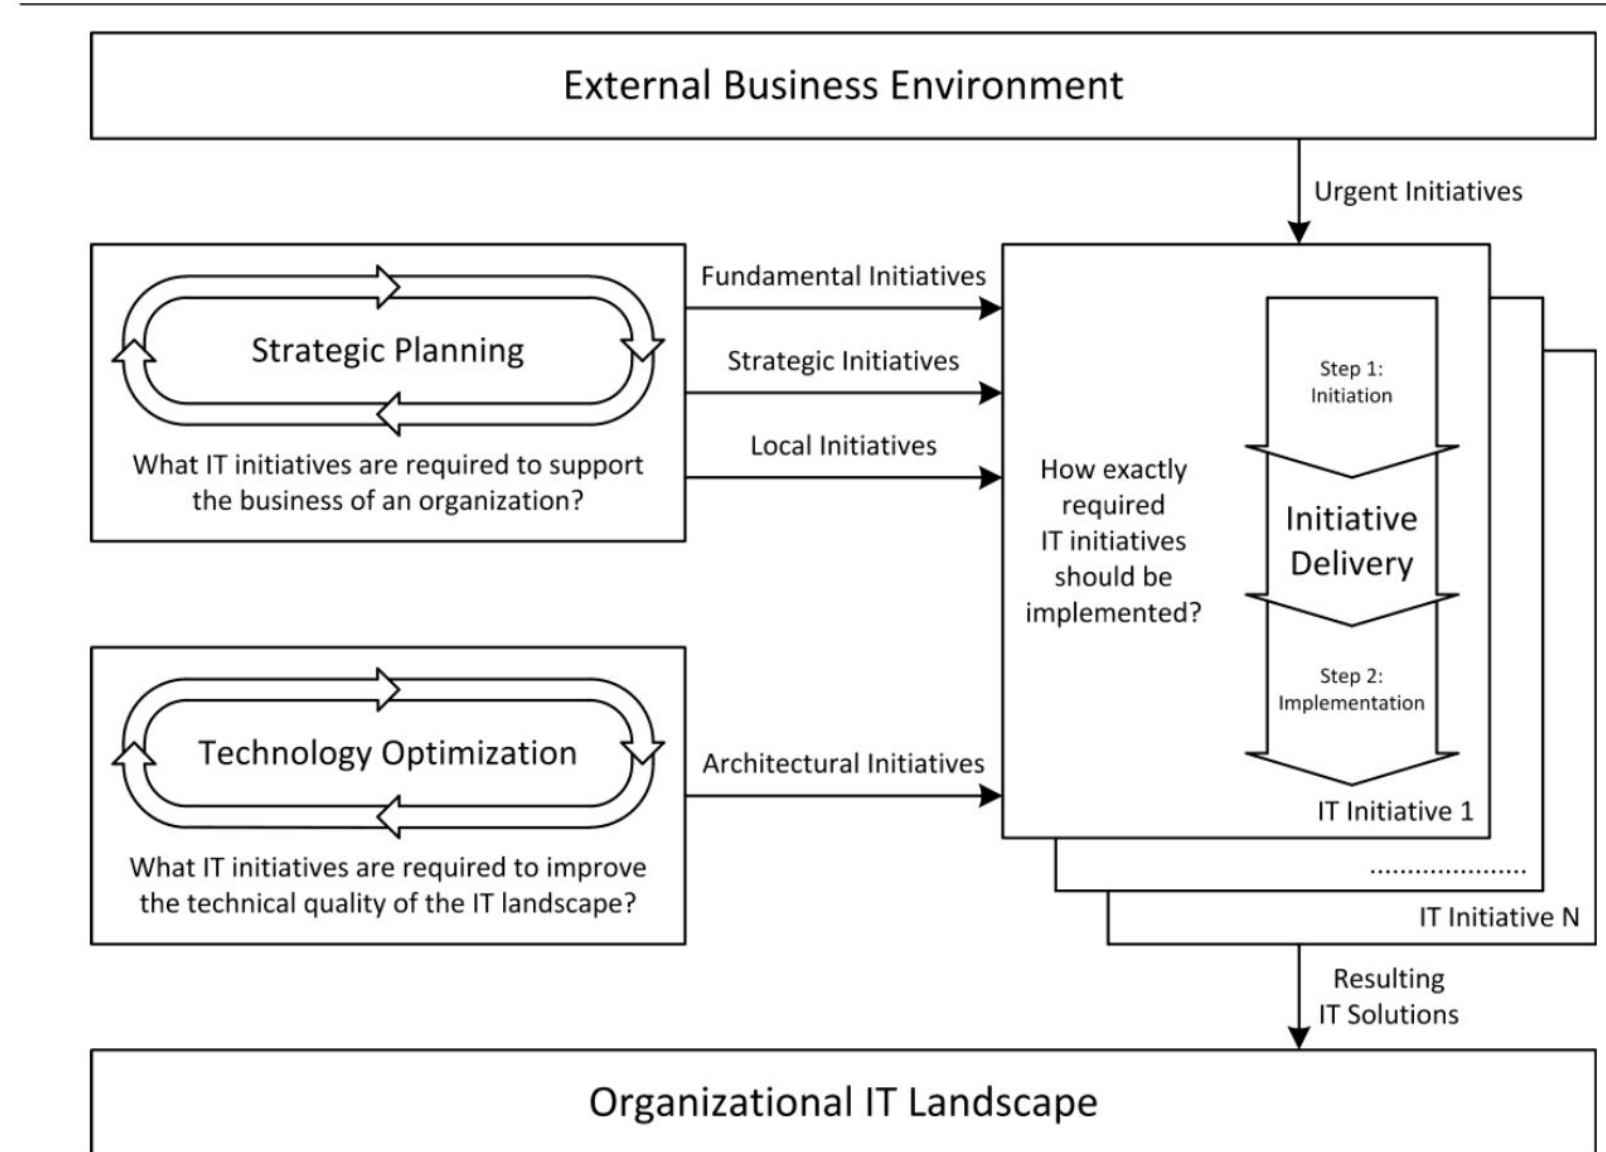 External Business Environment
Urgent Initiatives
Strategic Planning
What IT initiatives are required to support
the business of an organization?
Fundamental Initiatives
Strategic Initiatives
Local Initiatives
Technology Optimization
What IT initiatives are required to improve
the technical quality of the IT landscape?
Architectural Initiatives
How exactly
required
IT initiatives
should be
implemented?
Step 1:
Initiation
Initiative
Delivery
Step 2:
Implementation
IT Initiative 1
.....................
IT Initiative N
Resulting
IT Solutions
Organizational IT Landscape